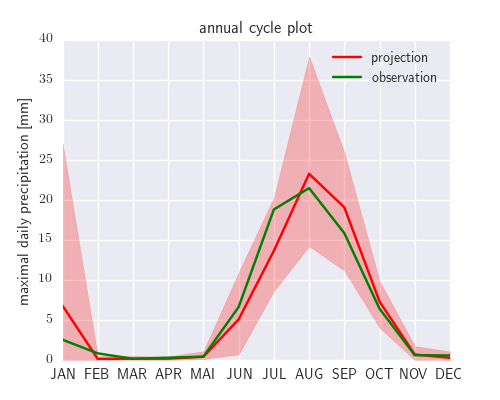 annual cycle plot
projection
observation
maximal daily precipitation [mm]
40
35
30
25
20
15
10
5
0
JAN FEB MAR APR MAI JUN JUL AUG SEP OCT NOV DEC